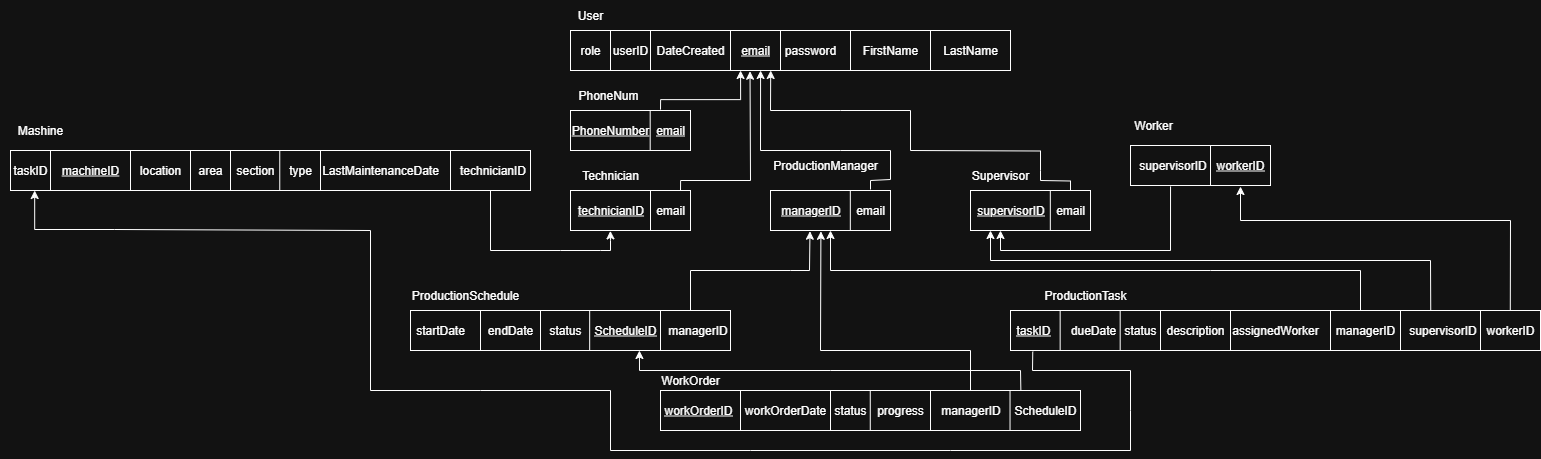 User
role userID DateCreated email password FirstName LastName
PhoneNum
PhoneNumber email
Mashine
taskID machineID location area section type LastMaintenanceDate technicianID
Worker
supervisorID workerID
Technician
technicianID email
ProductionManager
managerID email
Supervisor
supervisorID email
ProductionSchedule
startDate endDate status ScheduleID managerID
ProductionTask
taskID dueDate status description assignedWorker managerID supervisorID workerID
WorkOrder
workOrderID workOrderDate status progress managerID ScheduleID